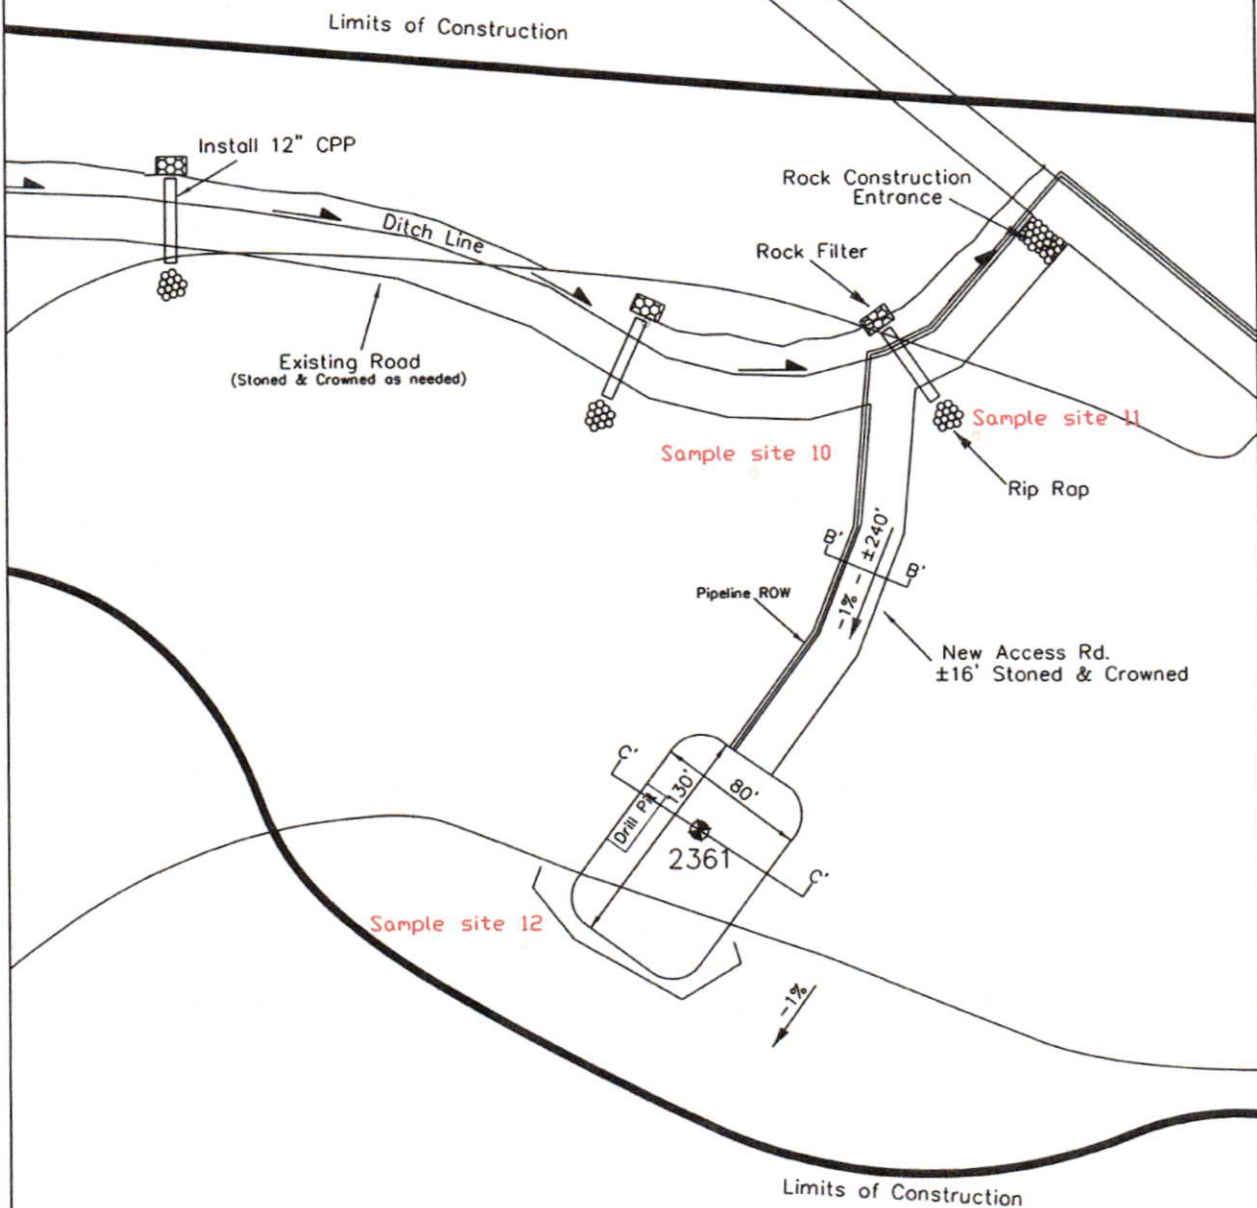 Limits of Construction
Install 12" CPP
Rock Construction
Entrance
Ditch Line
Rock Filter
Existing Road
(Stoned & Crowned as needed)
Sample site 11
Sample site 10
Rip Rap
B'
-1% - ±240'
B'
Pipeline ROW
New Access Rd.
±16' Stoned & Crowned
C'
130'
80'
Drill Pit
2361
C'
Sample site 12
-1%
Limits of Construction